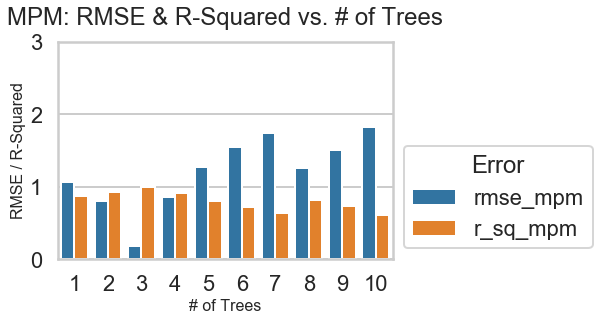 MPM: RMSE & R-Squared vs. # of Trees
RMSE / R-Squared
3
2
1
0
1 2 3 4 5 6 7 8 9 10
# of Trees
Error
rmse_mpm
r_sq_mpm